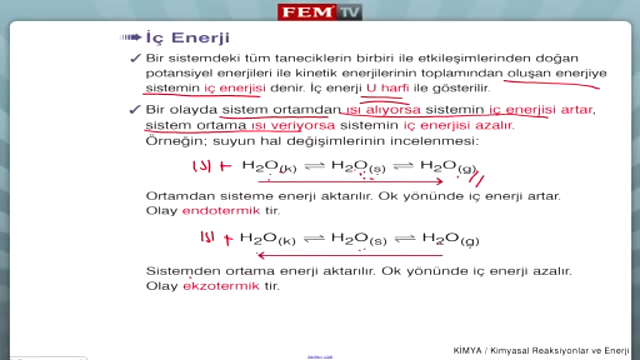 FEM TV
İç Enerji
Bir sistemdeki tüm taneciklerin birbiri ile etkileşimlerinden doğan
potansiyel enerjileri ile kinetik enerjilerinin toplamından oluşan enerjiye
sistemin iç enerjisi denir. İç enerji U harfi ile gösterilir.
Bir olayda sistem ortamdan ısı alıyorsa sistemin iç enerjisi artar,
sistem ortama ısı veriyorsa sistemin iç enerjisi azalır.
Örneğin; suyun hal değişimlerinin incelenmesi:
ISI + H₂O(k) ⇌ H₂O(s) ⇌ H₂O(g)
Ortamdan sisteme enerji aktarılır. Ok yönünde iç enerji artar.
Olay endotermik tir.
ISI + H₂O(k) ⇌ H₂O(s) ⇌ H₂O(g)
Sistemden ortama enerji aktarılır. Ok yönünde iç enerji azalır.
Olay ekzotermik tir.
KİMYA / Kimyasal Reaksiyonlar ve Enerji